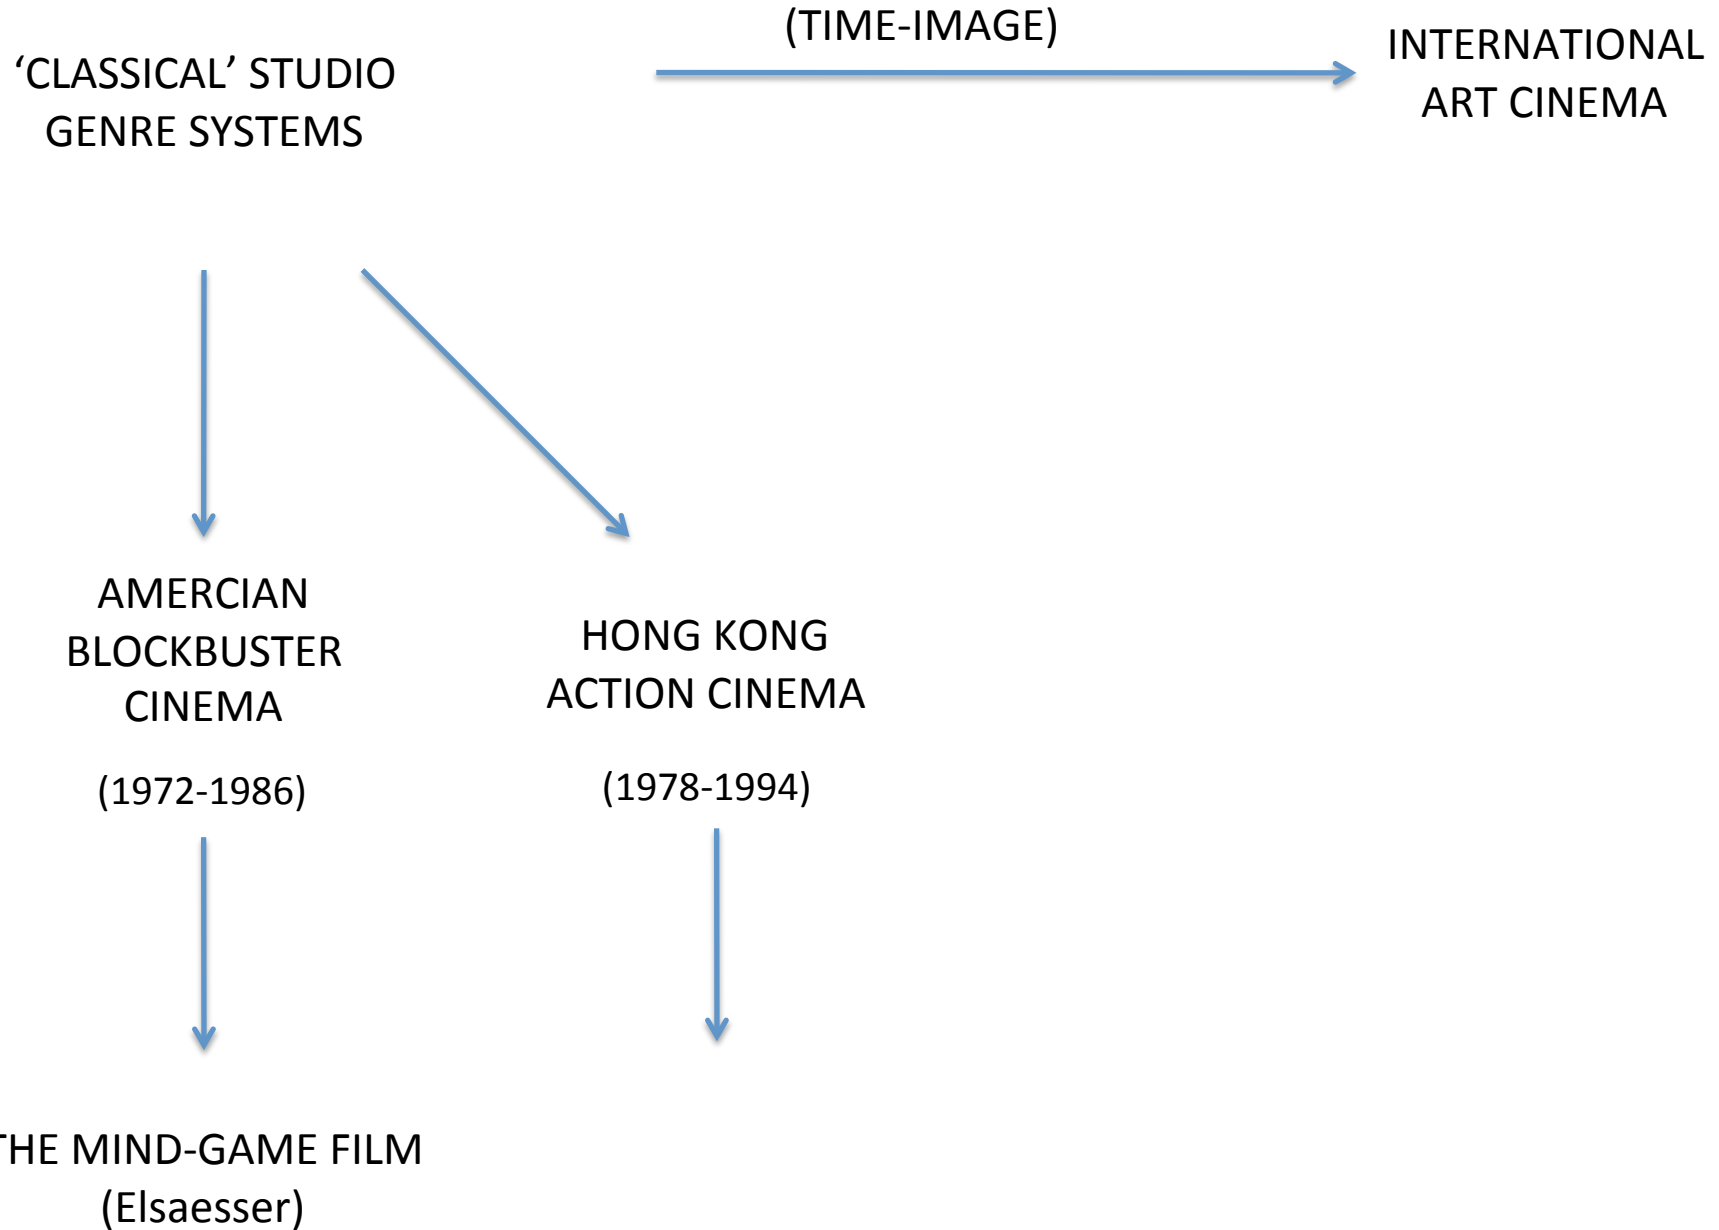 ‘CLASSICAL’ STUDIO
GENRE SYSTEMS
(TIME-IMAGE)
INTERNATIONAL
ART CINEMA
AMERCIAN
BLOCKBUSTER
CINEMA
(1972-1986)
HONG KONG
ACTION CINEMA
(1978-1994)
THE MIND-GAME FILM
(Elsaesser)